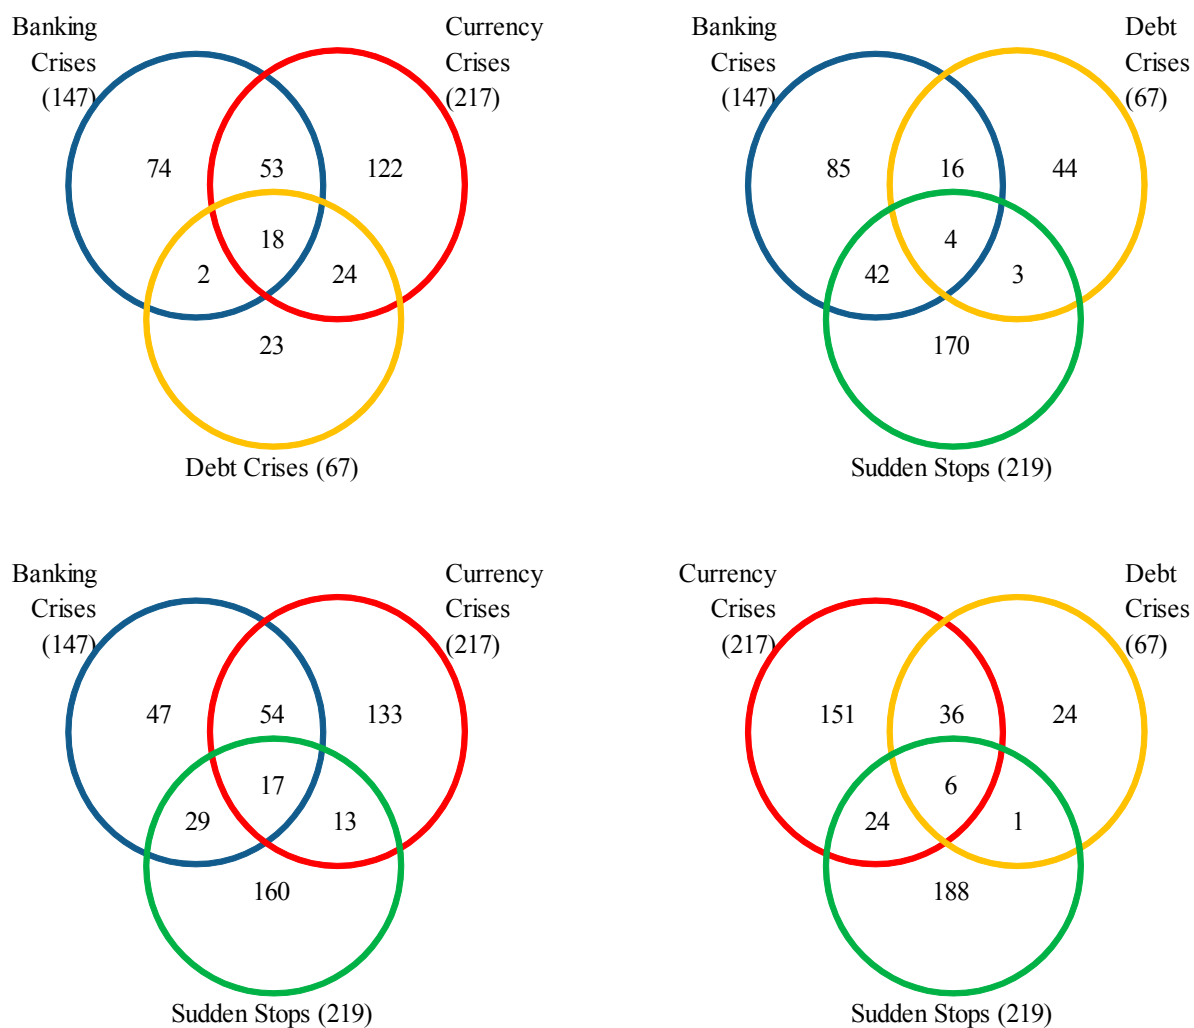 Banking
Crises
(147)
Currency
Crises
(217)
74
53
122
18
2
24
23
Debt Crises (67)
Banking
Crises
(147)
Debt
Crises
(67)
85
16
44
4
42
3
170
Sudden Stops (219)
Banking
Crises
(147)
Currency
Crises
(217)
47
54
133
17
29
13
160
Sudden Stops (219)
Currency
Crises
(217)
Debt
Crises
(67)
151
36
24
6
24
1
188
Sudden Stops (219)